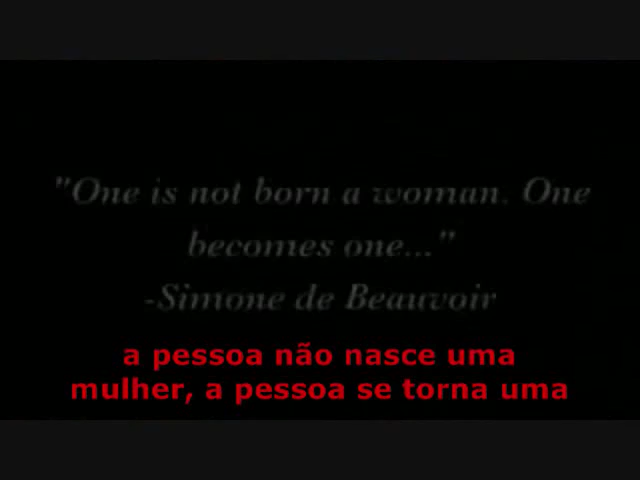 "One is not born a woman. One
becomes one..."
-Simone de Beauvoir
a pessoa não nasce uma
mulher, a pessoa se torna uma